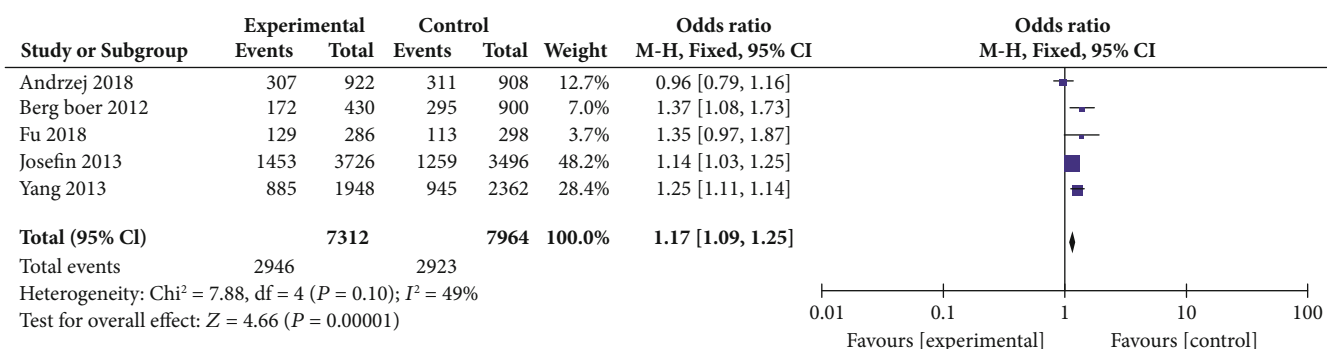 Experimental Control Odds ratio Odds ratio
Study or Subgroup Events Total Events Total Weight M-H, Fixed, 95% CI M-H, Fixed, 95% CI
Andrzej 2018 307 922 311 908 12.7% 0.96 [0.79, 1.16]
Berg boer 2012 172 430 295 900 7.0% 1.37 [1.08, 1.73]
Fu 2018 129 286 113 298 3.7% 1.35 [0.97, 1.87]
Josefin 2013 1453 3726 1259 3496 48.2% 1.14 [1.03, 1.25]
Yang 2013 885 1948 945 2362 28.4% 1.25 [1.11, 1.14]
Total (95% Cl) 7312 7964 100.0% 1.17 [1.09, 1.25]
Total events 2946 2923
Heterogeneity: Chi² = 7.88, df = 4 (P = 0.10); I² = 49%
Test for overall effect: Z = 4.66 (P = 0.00001)
0.01 0.1 1 10 100
Favours [experimental] Favours [control]